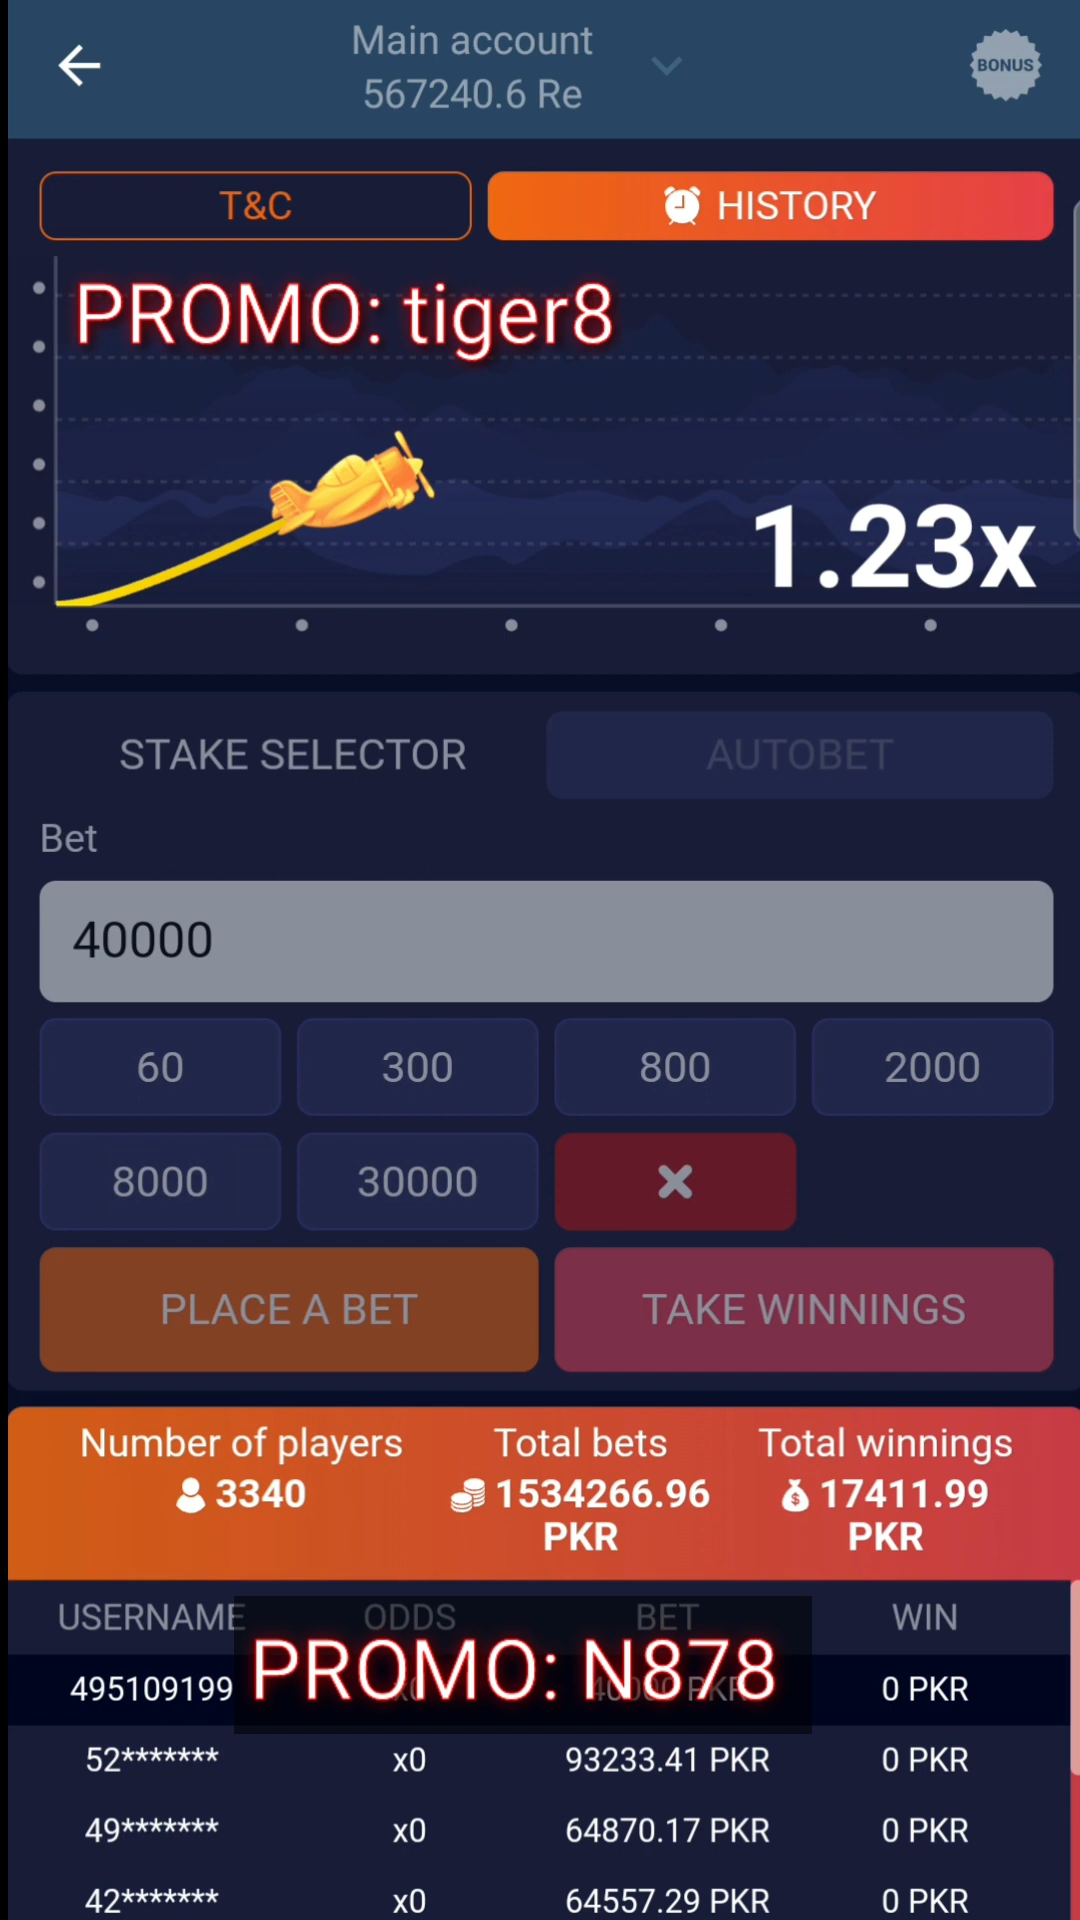 Main account
567240.6 Re
BONUS
T&C
HISTORY
PROMO: tiger8
1.23x
STAKE SELECTOR
AUTOBET
Bet
40000
60
300
800
2000
8000
30000
PLACE A BET
TAKE WINNINGS
Number of players
Total bets
Total winnings
3340
1534266.96 PKR
17411.99 PKR
USERNAME ODDS BET WIN
PROMO: N878
495109199 x0 40000 PKR 0 PKR
52******* x0 93233.41 PKR 0 PKR
49******* x0 64870.17 PKR 0 PKR
42******* x0 64557.29 PKR 0 PKR